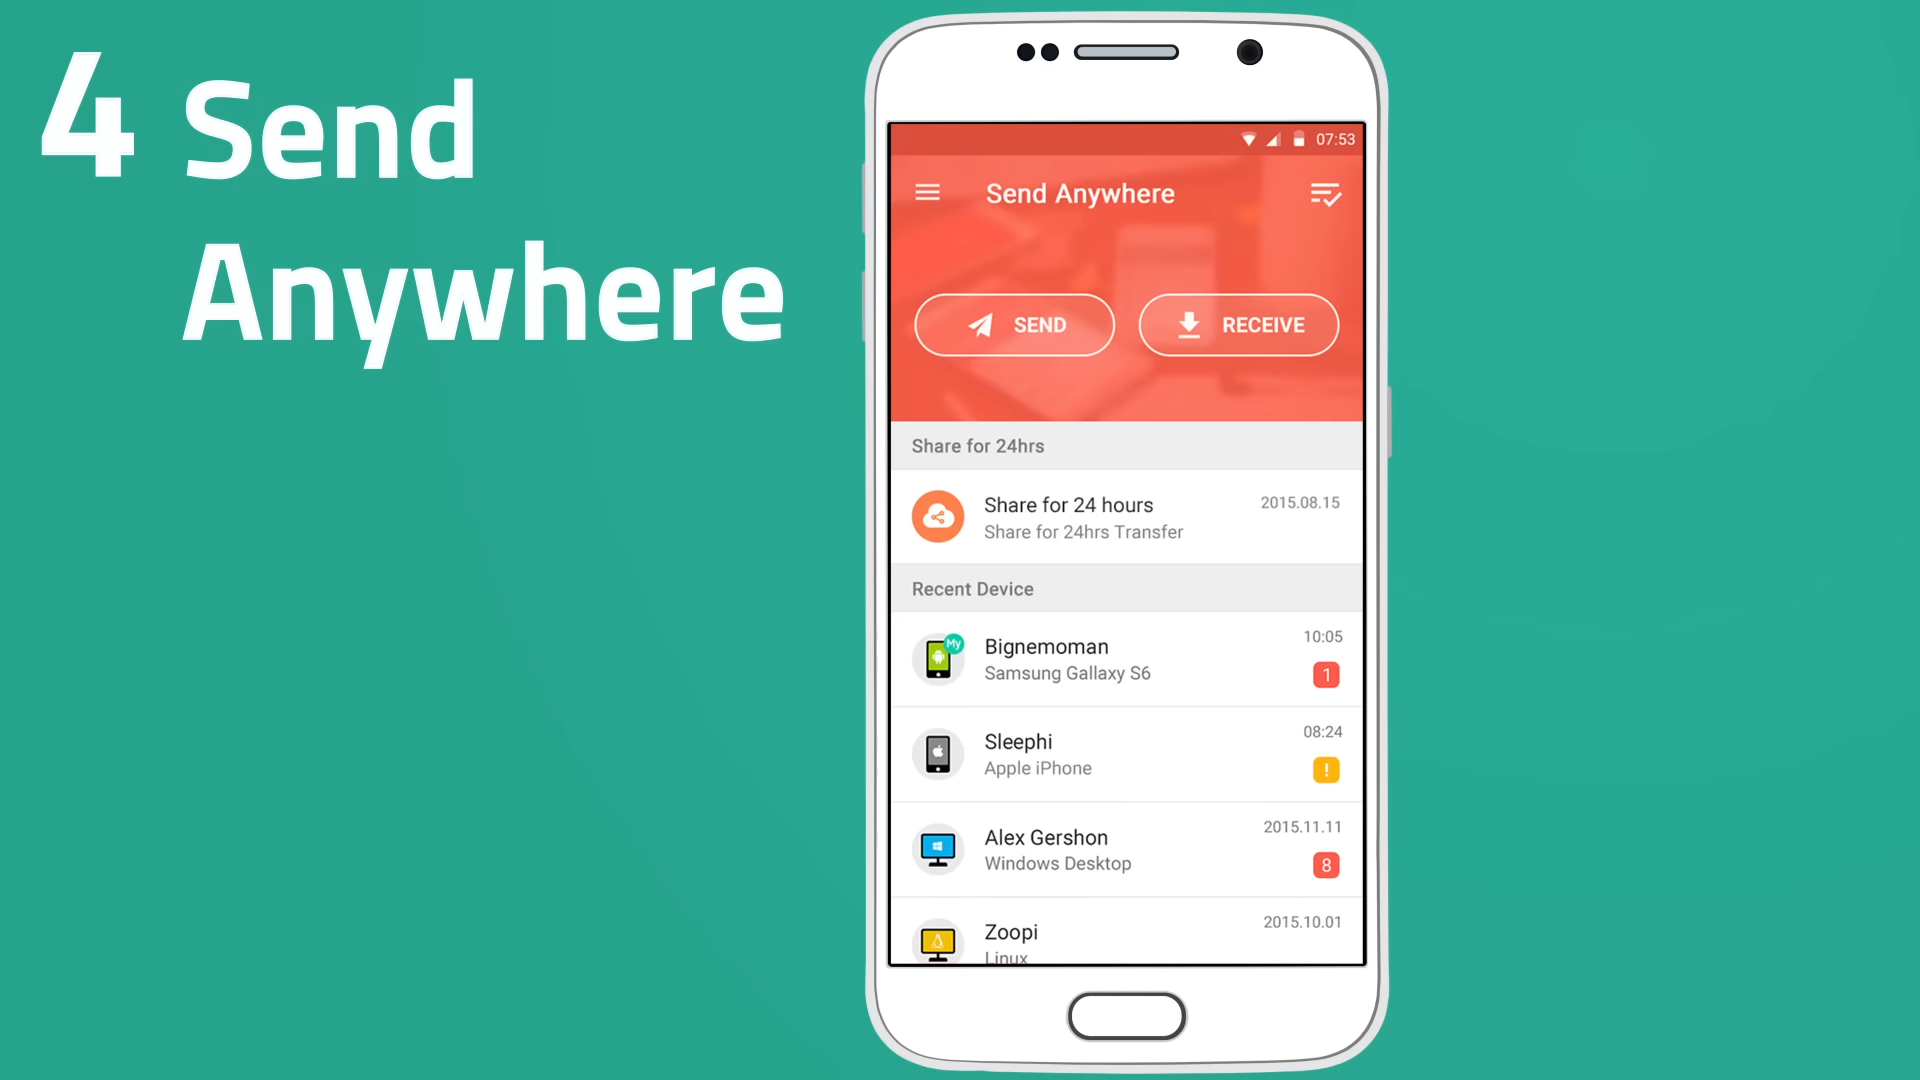 4 Send
Anywhere
07:53
Send Anywhere
SEND
RECEIVE
Share for 24hrs
Share for 24 hours
2015.08.15
Share for 24hrs Transfer
Recent Device
My
Bignemoman
10:05
Samsung Gallaxy S6
1
Sleephi
08:24
Apple iPhone
!
Alex Gershon
2015.11.11
Windows Desktop
8
Zoopi
2015.10.01
Linux